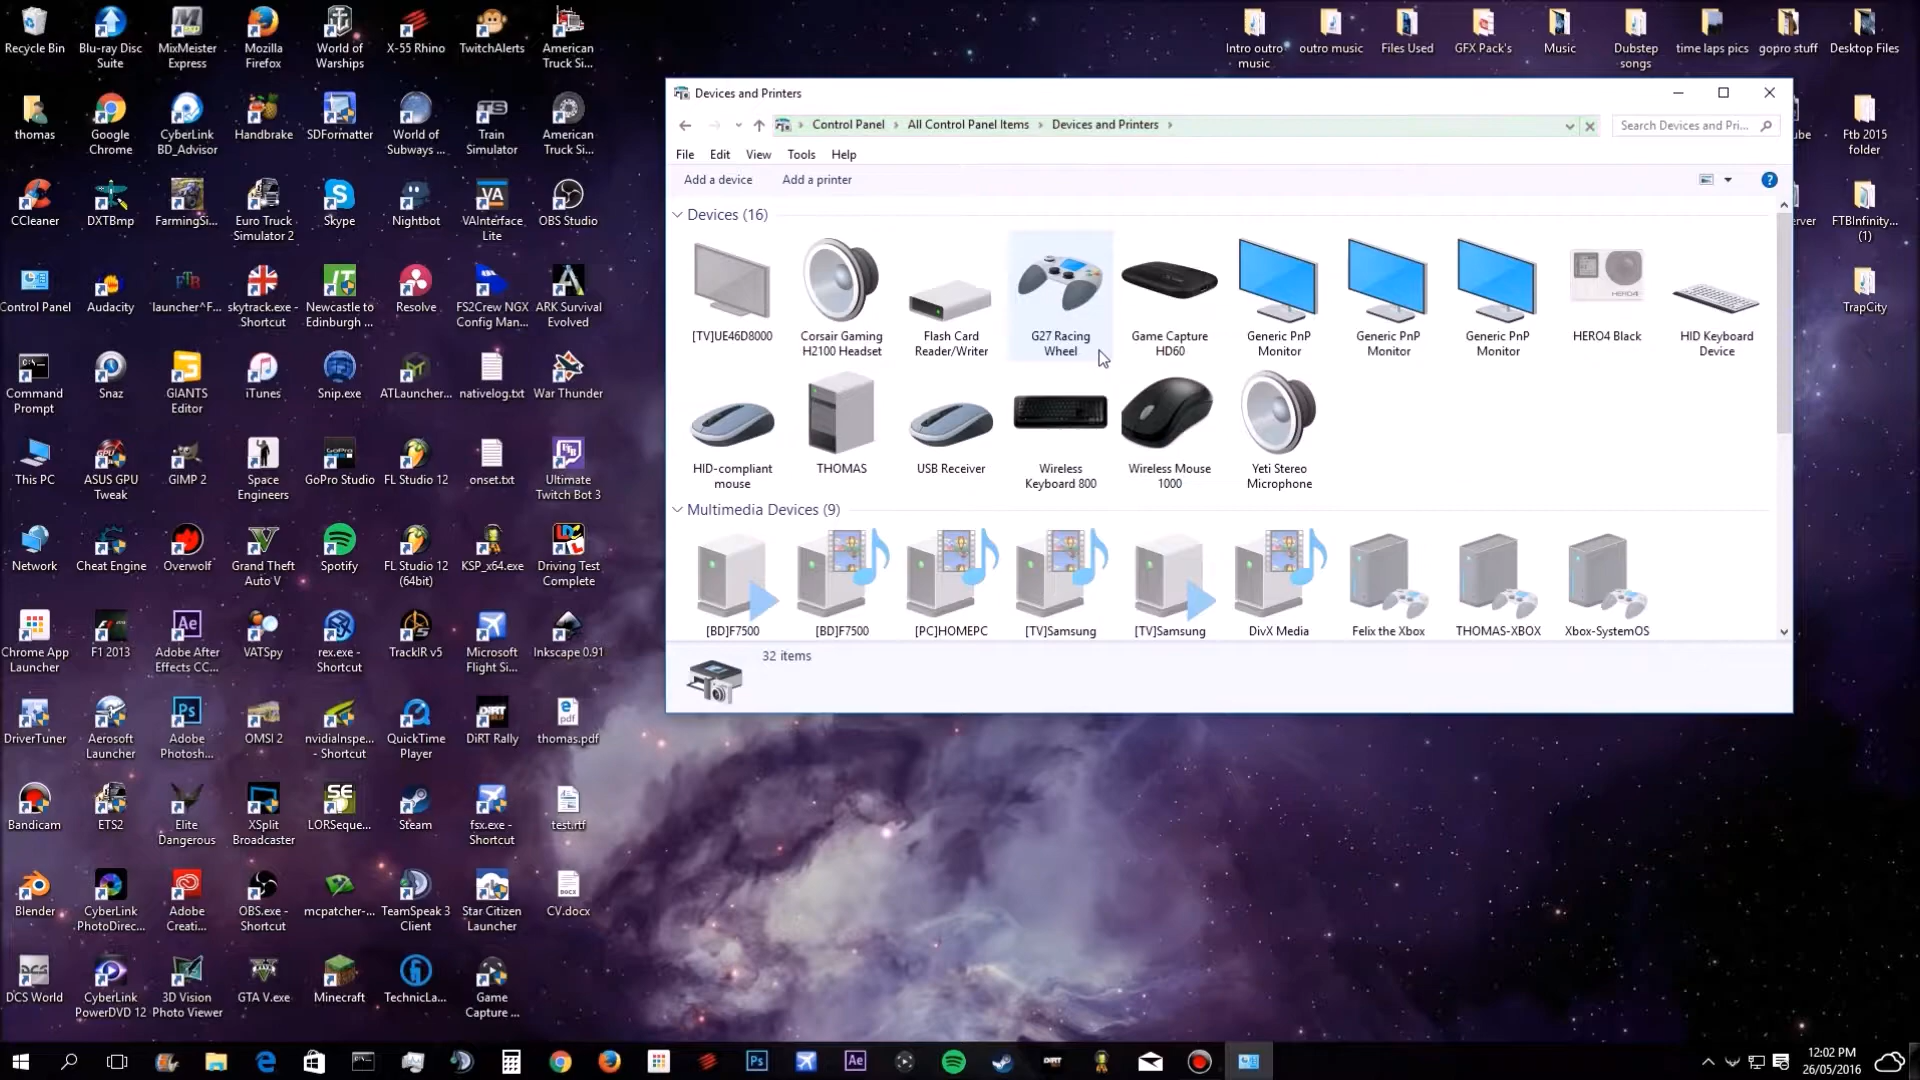 Recycle Bin
Blu-ray Disc Suite
MixMeister Express
Mozilla Firefox
World of Warships
X-55 Rhino
TwitchAlerts
American Truck Si...
Intro outro music
outro music
Files Used
GFX Pack's
Music
Dubstep songs
time laps pics
gopro stuff
Desktop Files
thomas
Google Chrome
CyberLink BD_Advisor
Handbrake
SDFormatter
World of Subways ...
Train Simulator
American Truck Si...
Ftb 2015 folder
CCleaner
DXTBmp
FarmingSi...
Euro Truck Simulator 2
Skype
Nightbot
VAInterface Lite
OBS Studio
FTBInfinity... (1)
Control Panel
Audacity
launcher^F...
skytrack.exe - Shortcut
Newcastle to Edinburgh ...
Resolve
FS2Crew NGX Config Man...
ARK Survival Evolved
TrapCity
Command Prompt
Snaz
GIANTS Editor
iTunes
Snip.exe
ATLauncher...
nativelog.txt
War Thunder
This PC
ASUS GPU Tweak
GIMP 2
Space Engineers
GoPro Studio
FL Studio 12
onset.txt
Ultimate Twitch Bot 3
Network
Cheat Engine
Overwolf
Grand Theft Auto V
Spotify
FL Studio 12 (64bit)
KSP_x64.exe
Driving Test Complete
Chrome App Launcher
F1 2013
Adobe After Effects CC...
VATSpy
rex.exe - Shortcut
TrackIR v5
Microsoft Flight Si...
Inkscape 0.91
DriverTuner
Aerosoft Launcher
Adobe Photosh...
OMSI 2
nvidiaInspe... - Shortcut
QuickTime Player
DiRT Rally
thomas.pdf
Bandicam
ETS2
Elite Dangerous
XSplit Broadcaster
LORSeque...
Steam
fsx.exe - Shortcut
test.rtf
Blender
CyberLink PhotoDirec...
Adobe Creati...
OBS.exe - Shortcut
mcpatcher-...
TeamSpeak 3 Client
Star Citizen Launcher
CV.docx
DCS World
CyberLink PowerDVD 12
3D Vision Photo Viewer
GTA V.exe
Minecraft
TechnicLa...
Game Capture ...
Devices and Printers
Control Panel > All Control Panel Items > Devices and Printers >
Search Devices and Pri...
File Edit View Tools Help
Add a device Add a printer
Devices (16)
[TV]UE46D8000
Corsair Gaming H2100 Headset
Flash Card Reader/Writer
G27 Racing Wheel
Game Capture HD60
Generic PnP Monitor
Generic PnP Monitor
Generic PnP Monitor
HERO4 Black
HID Keyboard Device
HID-compliant mouse
THOMAS
USB Receiver
Wireless Keyboard 800
Wireless Mouse 1000
Yeti Stereo Microphone
Multimedia Devices (9)
[BD]F7500
[BD]F7500
[PC]HOMEPC
[TV]Samsung
[TV]Samsung
DivX Media
Felix the Xbox
THOMAS-XBOX
Xbox-SystemOS
32 items
12:02 PM
26/05/2016